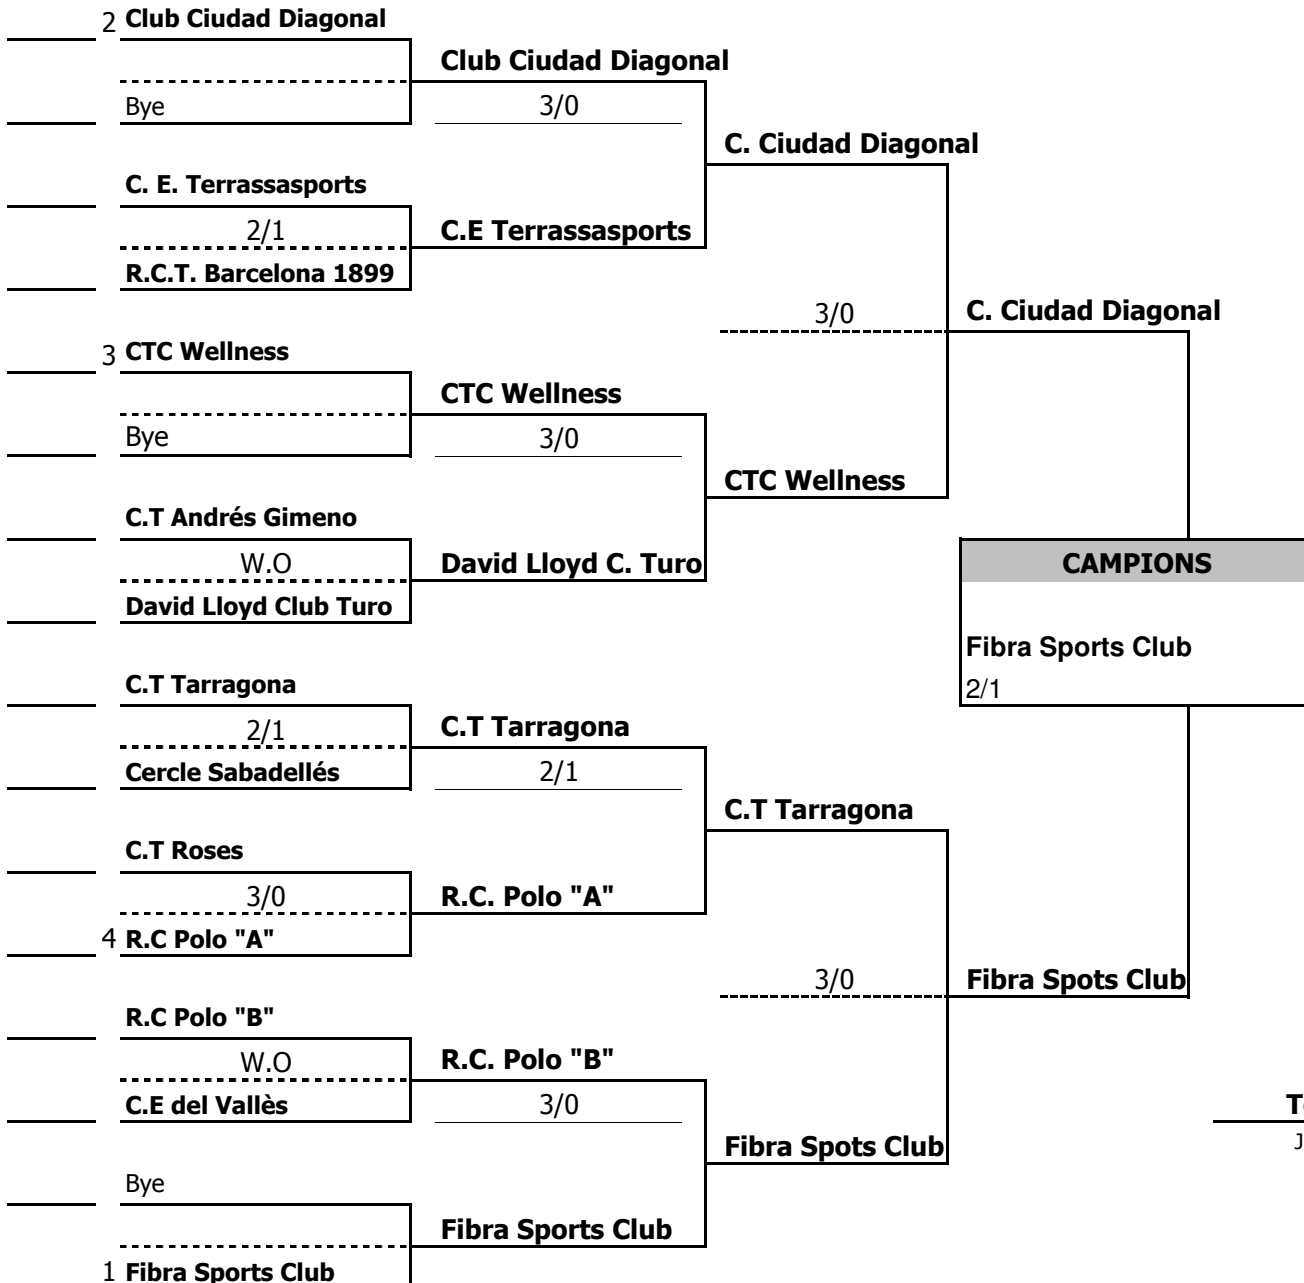 2 Club Ciudad Diagonal
Club Ciudad Diagonal
Bye
3/0
C. Ciudad Diagonal
C. E. Terrassasports
2/1
C.E Terrassasports
R.C.T. Barcelona 1899
3/0
C. Ciudad Diagonal
3 CTC Wellness
CTC Wellness
Bye
3/0
CTC Wellness
C.T Andrés Gimeno
W.O
David Lloyd C. Turo
CAMPIONS
David Lloyd Club Turo
Fibra Sports Club
2/1
C.T Tarragona
2/1
C.T Tarragona
Cercle Sabadellés
2/1
C.T Tarragona
C.T Roses
3/0
R.C. Polo "A"
4 R.C Polo "A"
3/0
Fibra Spots Club
R.C Polo "B"
W.O
R.C. Polo "B"
C.E del Vallès
3/0
Fibra Spots Club
Bye
Fibra Sports Club
1 Fibra Sports Club